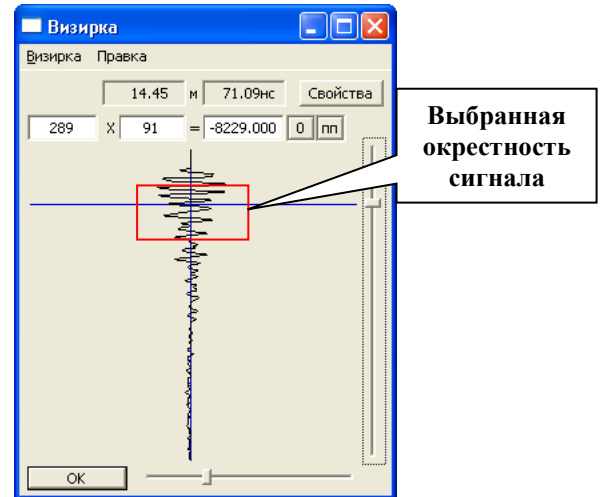 Визирка
Визирка Правка
14.45 м 71.09нс Свойства
289 X 91 = -8229.000 0 пп
Выбранная
окрестность
сигнала
OK